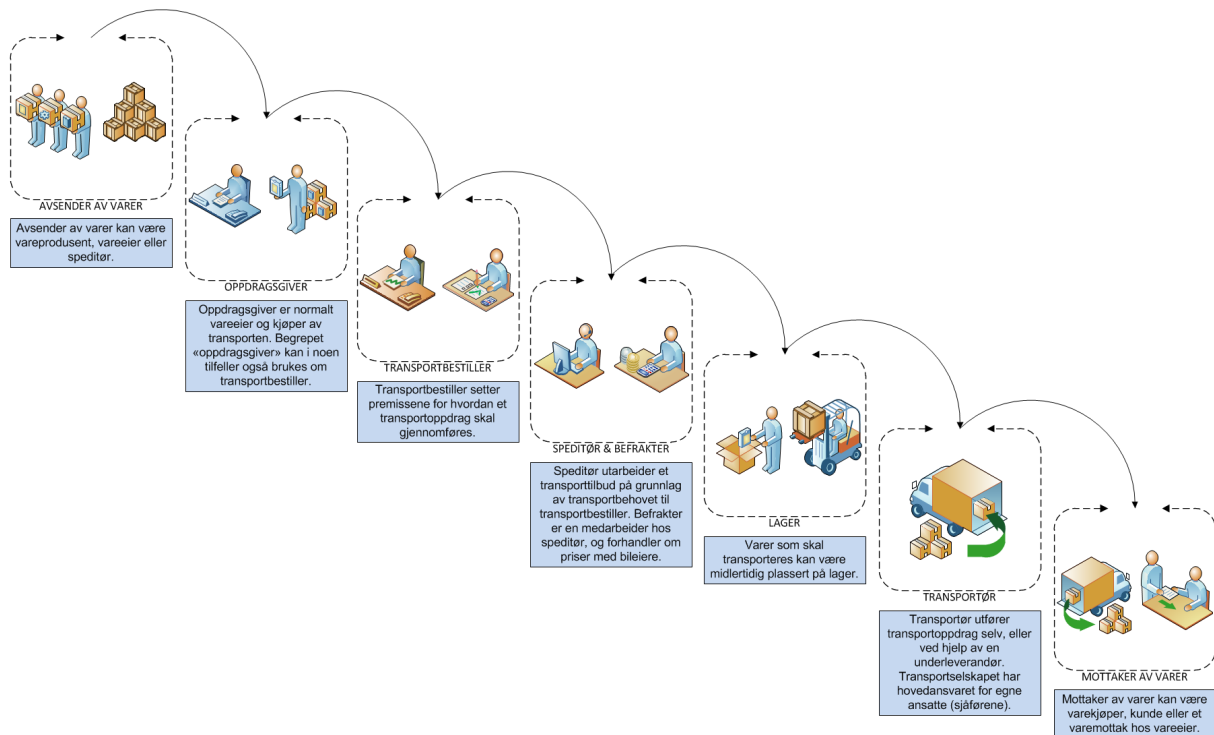 AVSENDER AV VARER
Avsender av varer kan være
vareprodusent, vareeier eller
speditør.
OPPDRAGSGIVER
Oppdragsgiver er normalt
vareeier og kjøper av
transporten. Begrepet
«oppdragsgiver» kan i noen
tilfeller også brukes om
transportbestiller.
TRANSPORTBESTILLER
Transportbestiller setter
premissene for hvordan et
transportoppdrag skal
gjennomføres.
SPEDITØR & BEFRAKTER
Speditør utarbeider et
transporttilbud på grunnlag
av transportbehovet til
transportbestiller. Befrakter
er en medarbeider hos
speditør, og forhandler om
priser med bileiere.
LAGER
Varer som skal
transporteres kan være
midlertidig plassert på lager.
TRANSPORTØR
Transportør utfører
transportoppdrag selv, eller
ved hjelp av en
underleverandør.
Transportselskapet har
hovedansvaret for egne
ansatte (sjåførene).
MOTTAKER AV VARER
Mottaker av varer kan være
varekjøper, kunde eller et
varemottak hos vareeier.